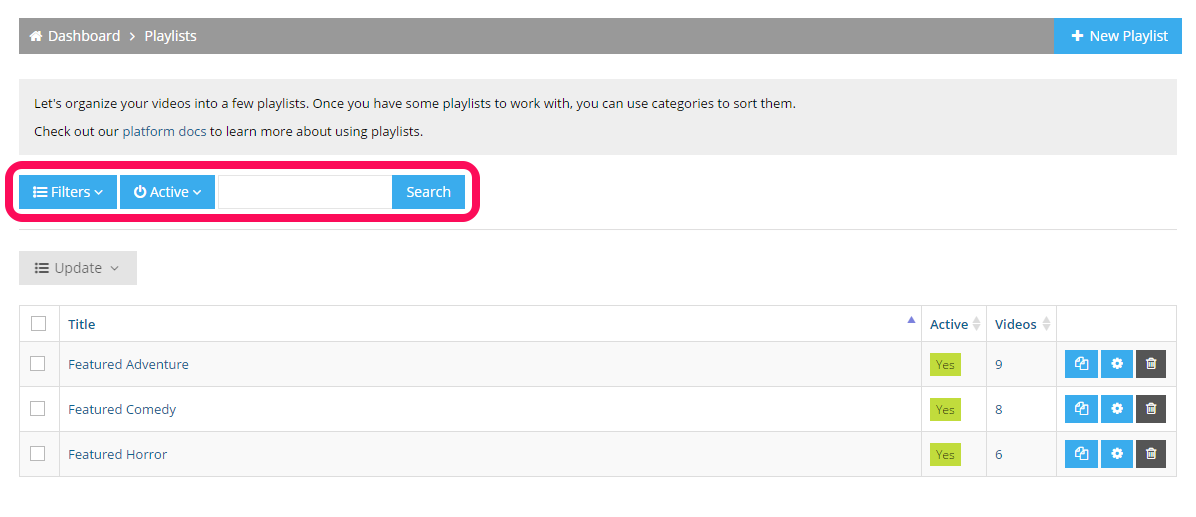 Dashboard > Playlists
+ New Playlist
Let's organize your videos into a few playlists. Once you have some playlists to work with, you can use categories to sort them.
Check out our platform docs to learn more about using playlists.
Filters Active Search
Update
Title Active Videos
Featured Adventure Yes 9
Featured Comedy Yes 8
Featured Horror Yes 6